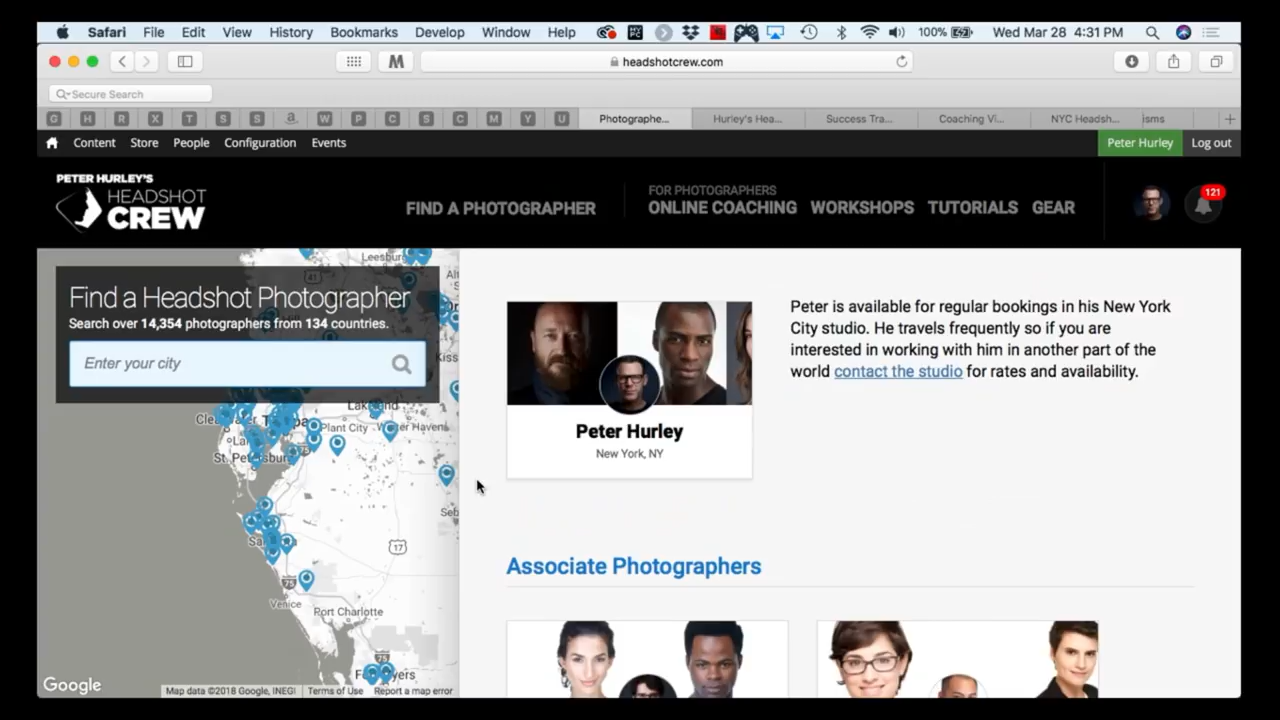 Safari File Edit View History Bookmarks Develop Window Help 100% Wed Mar 28 4:31 PM
M headshotcrew.com
Secure Search
G H R X T S S a W P C S C M Y U Photographe... Hurley's Hea... Success Tra... Coaching Vi... NYC Headsh... isms +
Content Store People Configuration Events Peter Hurley Log out
PETER HURLEY'S
HEADSHOT
CREW
FIND A PHOTOGRAPHER
FOR PHOTOGRAPHERS
ONLINE COACHING WORKSHOPS TUTORIALS GEAR
121
Leesburg
41
Find a Headshot Photographer
Search over 14,354 photographers from 134 countries.
Enter your city
Kiss
Lakeland
Plant City Winter Haven
St. Petersburg
75
Seb
17
75
Venice
Port Charlotte
75
Google
Map data ©2018 Google, INEGI Terms of Use Report a map error
Peter Hurley
New York, NY
Peter is available for regular bookings in his New York
City studio. He travels frequently so if you are
interested in working with him in another part of the
world contact the studio for rates and availability.
Associate Photographers